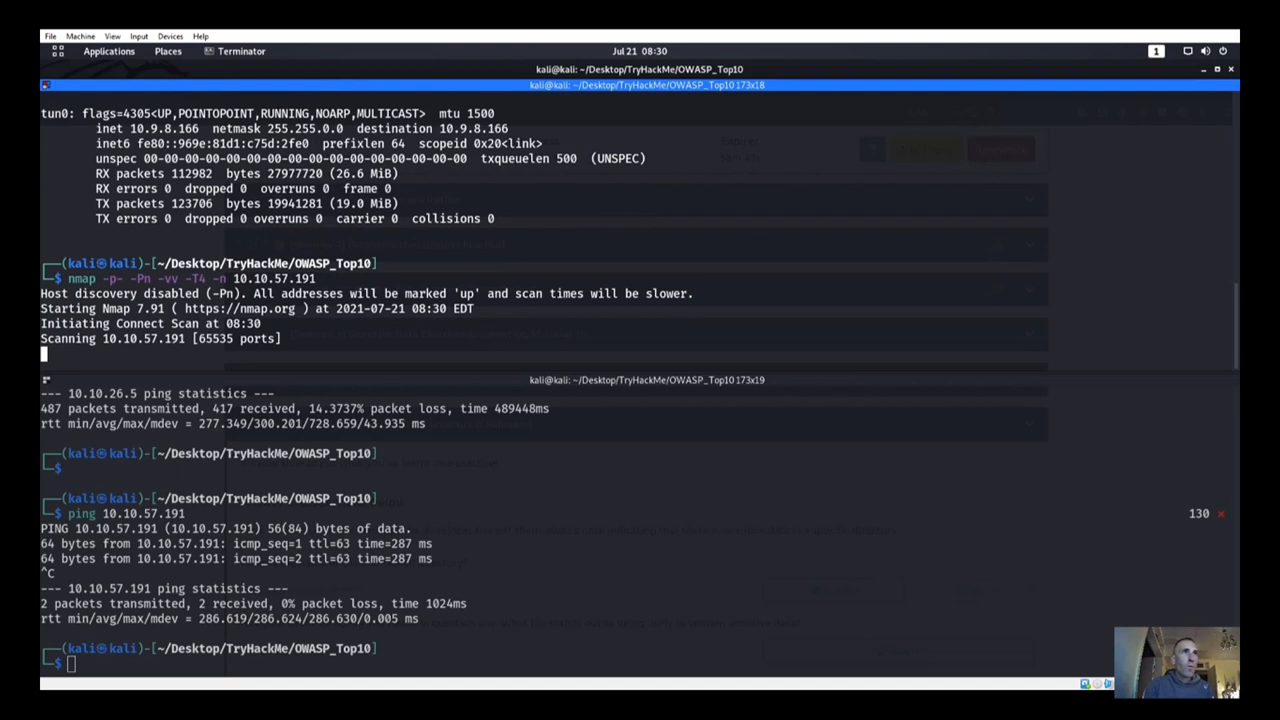 File Machine View Input Devices Help
Applications Places Terminator Jul 21 08:30 1
kali@kali: ~/Desktop/TryHackMe/OWASP_Top10
kali@kali: ~/Desktop/TryHackMe/OWASP_Top10 173x18
tun0: flags=4305<UP,POINTOPOINT,RUNNING,NOARP,MULTICAST> mtu 1500
inet 10.9.8.166 netmask 255.255.0.0 destination 10.9.8.166
inet6 fe80::969e:81d1:c75d:2fe0 prefixlen 64 scopeid 0x20<link>
unspec 00-00-00-00-00-00-00-00-00-00-00-00-00-00-00-00 txqueuelen 500 (UNSPEC)
RX packets 112982 bytes 27977720 (26.6 MiB)
RX errors 0 dropped 0 overruns 0 frame 0
TX packets 123706 bytes 19941281 (19.0 MiB)
TX errors 0 dropped 0 overruns 0 carrier 0 collisions 0
┌──(kali㉿kali)-[~/Desktop/TryHackMe/OWASP_Top10]
└─$ nmap -p- -Pn -vv -T4 -n 10.10.57.191
Host discovery disabled (-Pn). All addresses will be marked 'up' and scan times will be slower.
Starting Nmap 7.91 ( https://nmap.org ) at 2021-07-21 08:30 EDT
Initiating Connect Scan at 08:30
Scanning 10.10.57.191 [65535 ports]
kali@kali: ~/Desktop/TryHackMe/OWASP_Top10 173x19
--- 10.10.26.5 ping statistics ---
487 packets transmitted, 417 received, 14.3737% packet loss, time 489448ms
rtt min/avg/max/mdev = 277.349/300.201/728.659/43.935 ms
┌──(kali㉿kali)-[~/Desktop/TryHackMe/OWASP_Top10]
└─$
┌──(kali㉿kali)-[~/Desktop/TryHackMe/OWASP_Top10]
└─$ ping 10.10.57.191 130 ⨯
PING 10.10.57.191 (10.10.57.191) 56(84) bytes of data.
64 bytes from 10.10.57.191: icmp_seq=1 ttl=63 time=287 ms
64 bytes from 10.10.57.191: icmp_seq=2 ttl=63 time=287 ms
^C
--- 10.10.57.191 ping statistics ---
2 packets transmitted, 2 received, 0% packet loss, time 1024ms
rtt min/avg/max/mdev = 286.619/286.624/286.630/0.005 ms
┌──(kali㉿kali)-[~/Desktop/TryHackMe/OWASP_Top10]
└─$